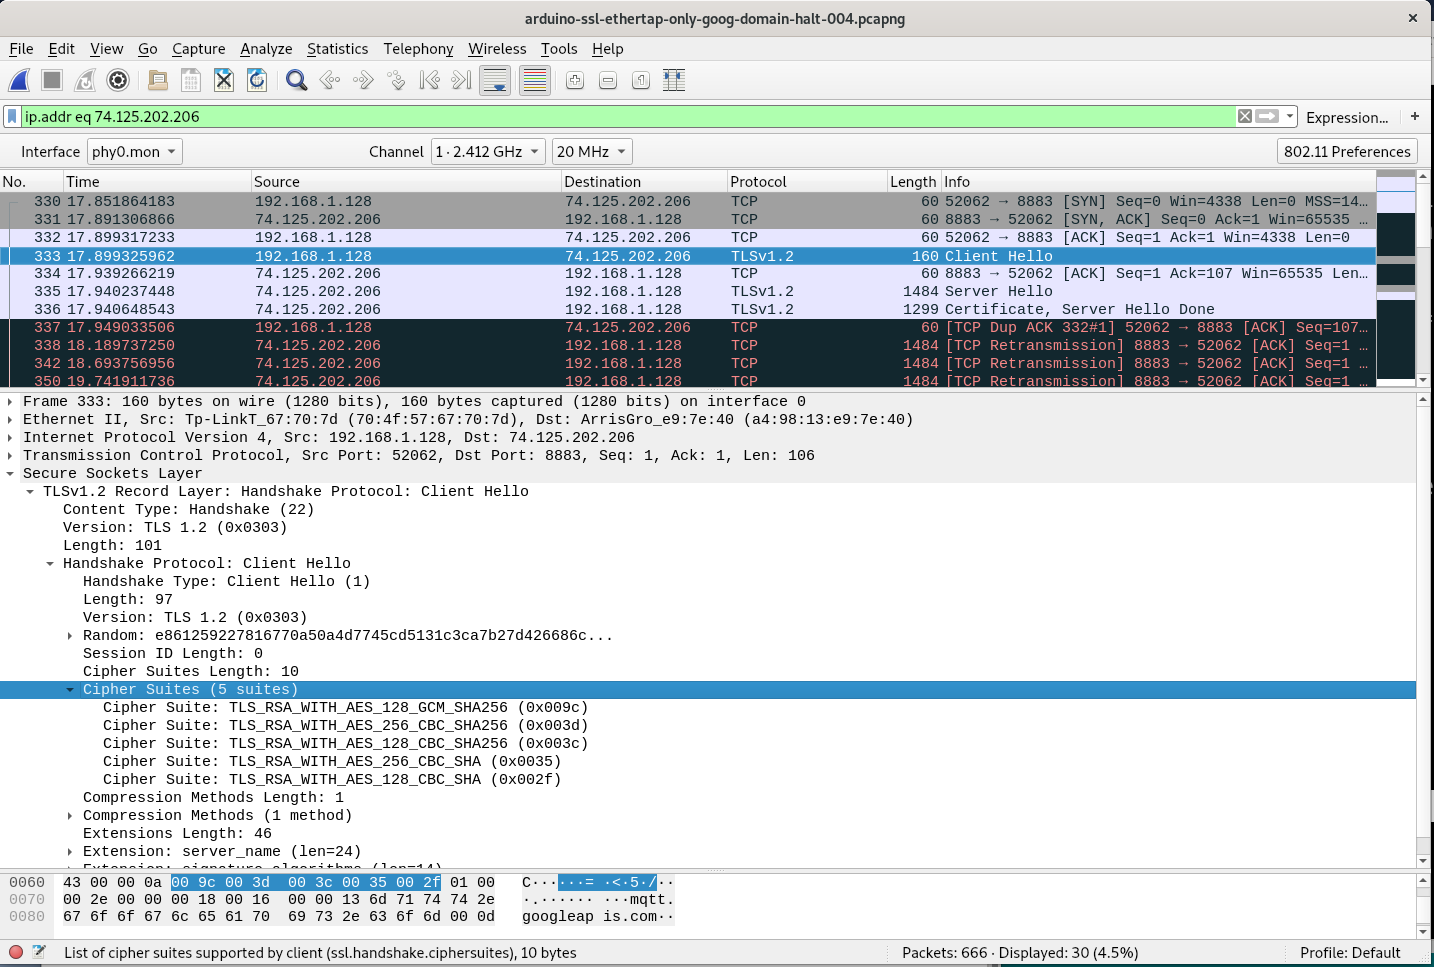 arduino-ssl-ethertap-only-goog-domain-halt-004.pcapng
File Edit View Go Capture Analyze Statistics Telephony Wireless Tools Help
ip.addr eq 74.125.202.206 Expression... +
Interface phy0.mon Channel 1 · 2.412 GHz 20 MHz 802.11 Preferences
No. Time Source Destination Protocol Length Info
330 17.851864183 192.168.1.128 74.125.202.206 TCP 60 52062 → 8883 [SYN] Seq=0 Win=4338 Len=0 MSS=14…
331 17.891306866 74.125.202.206 192.168.1.128 TCP 60 8883 → 52062 [SYN, ACK] Seq=0 Ack=1 Win=65535 …
332 17.899317233 192.168.1.128 74.125.202.206 TCP 60 52062 → 8883 [ACK] Seq=1 Ack=1 Win=4338 Len=0
333 17.899325962 192.168.1.128 74.125.202.206 TLSv1.2 160 Client Hello
334 17.939266219 74.125.202.206 192.168.1.128 TCP 60 8883 → 52062 [ACK] Seq=1 Ack=107 Win=65535 Len…
335 17.940237448 74.125.202.206 192.168.1.128 TLSv1.2 1484 Server Hello
336 17.940648543 74.125.202.206 192.168.1.128 TLSv1.2 1299 Certificate, Server Hello Done
337 17.949033506 192.168.1.128 74.125.202.206 TCP 60 [TCP Dup ACK 332#1] 52062 → 8883 [ACK] Seq=107…
338 18.189737250 74.125.202.206 192.168.1.128 TCP 1484 [TCP Retransmission] 8883 → 52062 [ACK] Seq=1 …
342 18.693756956 74.125.202.206 192.168.1.128 TCP 1484 [TCP Retransmission] 8883 → 52062 [ACK] Seq=1 …
350 19.741911736 74.125.202.206 192.168.1.128 TCP 1484 [TCP Retransmission] 8883 → 52062 [ACK] Seq=1 …
Frame 333: 160 bytes on wire (1280 bits), 160 bytes captured (1280 bits) on interface 0
Ethernet II, Src: Tp-LinkT_67:70:7d (70:4f:57:67:70:7d), Dst: ArrisGro_e9:7e:40 (a4:98:13:e9:7e:40)
Internet Protocol Version 4, Src: 192.168.1.128, Dst: 74.125.202.206
Transmission Control Protocol, Src Port: 52062, Dst Port: 8883, Seq: 1, Ack: 1, Len: 106
Secure Sockets Layer
TLSv1.2 Record Layer: Handshake Protocol: Client Hello
Content Type: Handshake (22)
Version: TLS 1.2 (0x0303)
Length: 101
Handshake Protocol: Client Hello
Handshake Type: Client Hello (1)
Length: 97
Version: TLS 1.2 (0x0303)
Random: e861259227816770a50a4d7745cd5131c3ca7b27d426686c...
Session ID Length: 0
Cipher Suites Length: 10
Cipher Suites (5 suites)
Cipher Suite: TLS_RSA_WITH_AES_128_GCM_SHA256 (0x009c)
Cipher Suite: TLS_RSA_WITH_AES_256_CBC_SHA256 (0x003d)
Cipher Suite: TLS_RSA_WITH_AES_128_CBC_SHA256 (0x003c)
Cipher Suite: TLS_RSA_WITH_AES_256_CBC_SHA (0x0035)
Cipher Suite: TLS_RSA_WITH_AES_128_CBC_SHA (0x002f)
Compression Methods Length: 1
Compression Methods (1 method)
Extensions Length: 46
Extension: server_name (len=24)
Extension: signature_algorithms (len=14)
0060 43 00 00 0a 00 9c 00 3d 00 3c 00 35 00 2f 01 00 C······= ·<·5·/··
0070 00 2e 00 00 00 18 00 16 00 00 13 6d 71 74 74 2e ·.······ ···mqtt.
0080 67 6f 6f 67 6c 65 61 70 69 73 2e 63 6f 6d 00 0d googleap is.com··
List of cipher suites supported by client (ssl.handshake.ciphersuites), 10 bytes Packets: 666 · Displayed: 30 (4.5%) Profile: Default